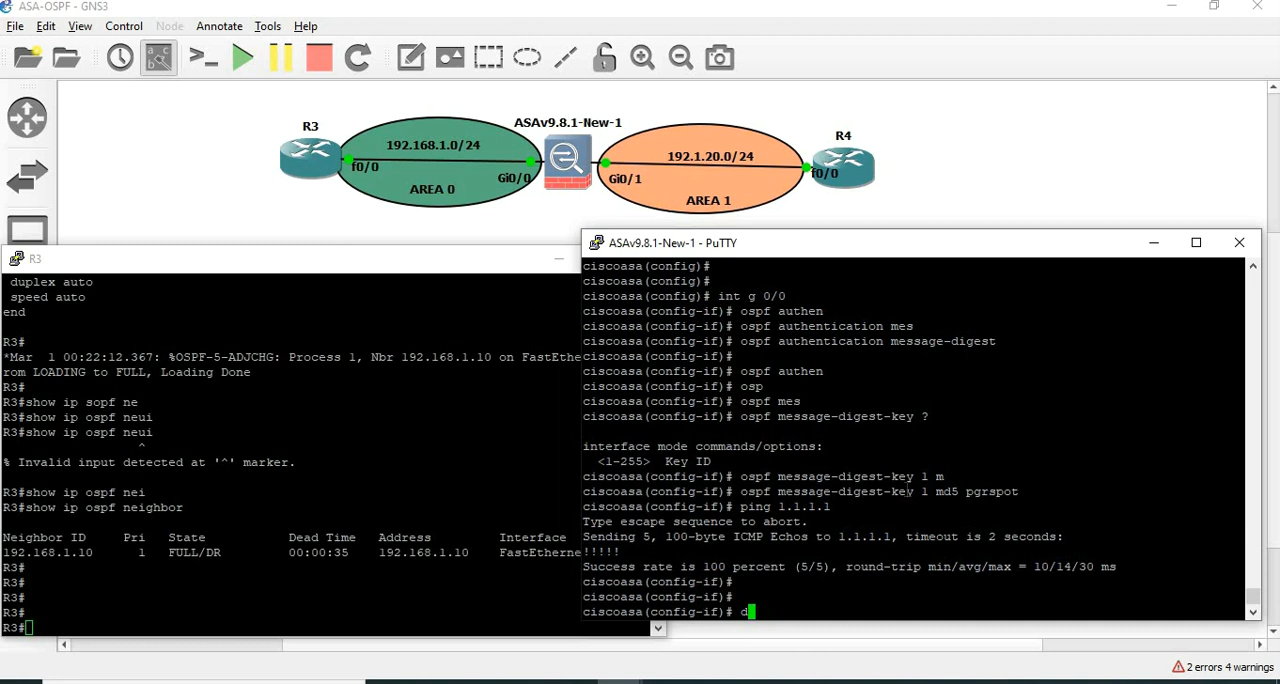 ASA-OSPF - GNS3
File Edit View Control Node Annotate Tools Help
ASAv9.8.1-New-1
R3
R4
192.168.1.0/24
192.1.20.0/24
f0/0
Gi0/0
Gi0/1
f0/0
AREA 0
AREA 1
R3
duplex auto
speed auto
end
R3#
*Mar 1 00:22:12.367: %OSPF-5-ADJCHG: Process 1, Nbr 192.168.1.10 on FastEthe
rom LOADING to FULL, Loading Done
R3#
R3#show ip sopf ne
R3#show ip ospf neui
R3#show ip ospf neui
^
% Invalid input detected at '^' marker.
R3#show ip ospf nei
R3#show ip ospf neighbor
Neighbor ID Pri State Dead Time Address Interface
192.168.1.10 1 FULL/DR 00:00:35 192.168.1.10 FastEtherne
R3#
R3#
R3#
R3#
R3#
ASAv9.8.1-New-1 - PuTTY
ciscoasa(config)#
ciscoasa(config)#
ciscoasa(config)# int g 0/0
ciscoasa(config-if)# ospf authen
ciscoasa(config-if)# ospf authentication mes
ciscoasa(config-if)# ospf authentication message-digest
ciscoasa(config-if)#
ciscoasa(config-if)# ospf authen
ciscoasa(config-if)# osp
ciscoasa(config-if)# ospf mes
ciscoasa(config-if)# ospf message-digest-key ?
interface mode commands/options:
<1-255> Key ID
ciscoasa(config-if)# ospf message-digest-key 1 m
ciscoasa(config-if)# ospf message-digest-key 1 md5 pgrspot
ciscoasa(config-if)# ping 1.1.1.1
Type escape sequence to abort.
Sending 5, 100-byte ICMP Echos to 1.1.1.1, timeout is 2 seconds:
!!!!!
Success rate is 100 percent (5/5), round-trip min/avg/max = 10/14/30 ms
ciscoasa(config-if)#
ciscoasa(config-if)#
ciscoasa(config-if)# d
2 errors 4 warnings